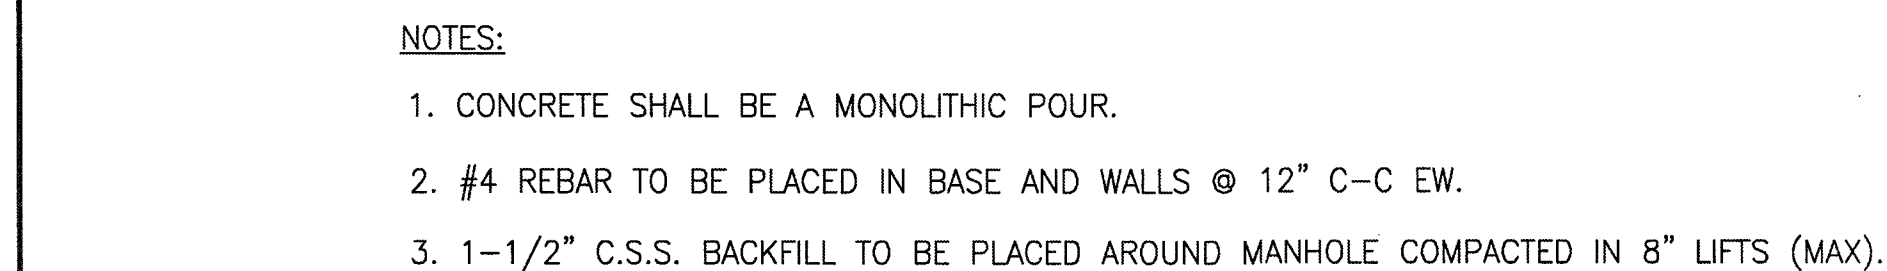 NOTES:
1. CONCRETE SHALL BE A MONOLITHIC POUR.
2. #4 REBAR TO BE PLACED IN BASE AND WALLS @ 12" C-C EW.
3. 1-1/2" C.S.S. BACKFILL TO BE PLACED AROUND MANHOLE COMPACTED IN 8" LIFTS (MAX).